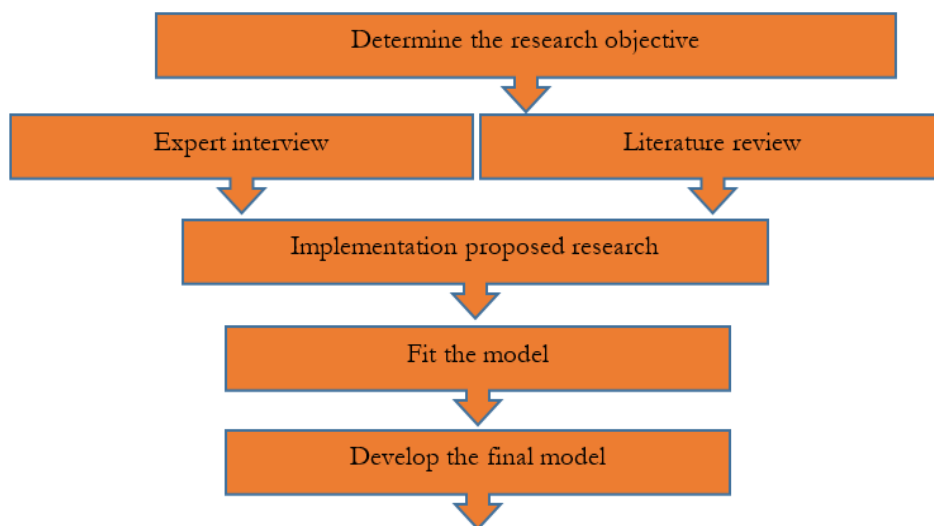 Determine the research objective
Expert interview
Literature review
Implementation proposed research
Fit the model
Develop the final model